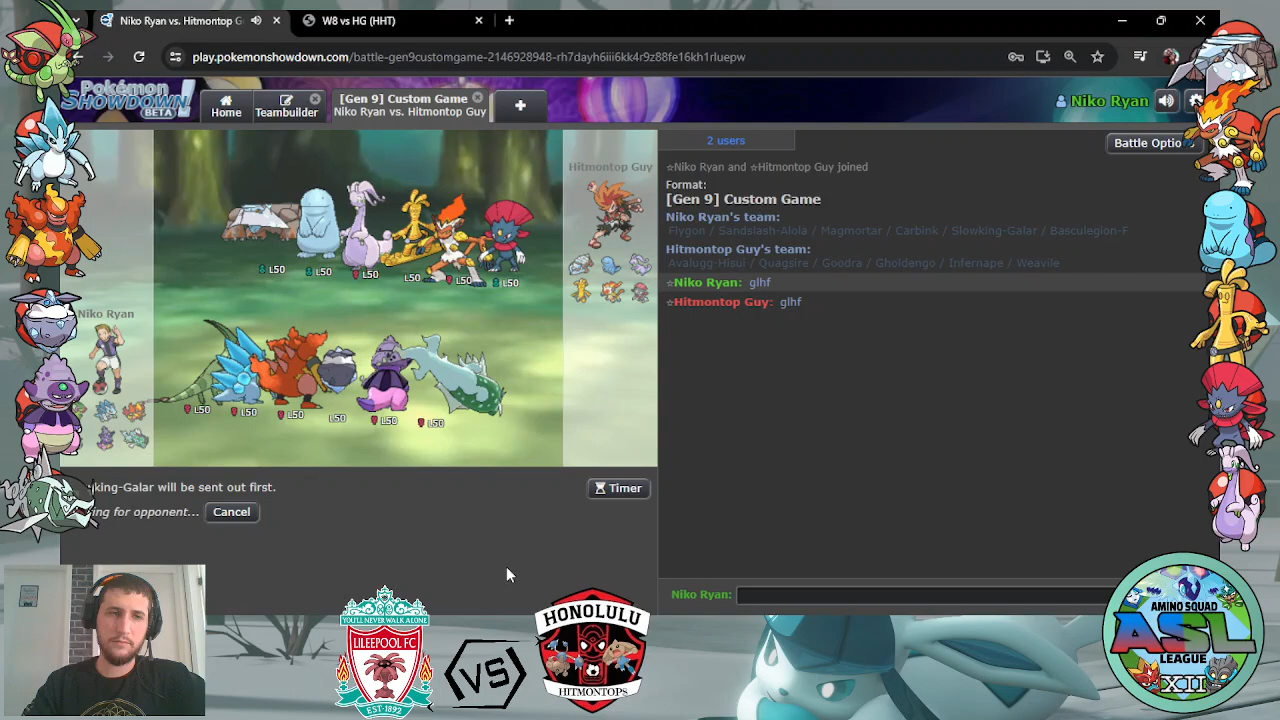 Niko Ryan vs. Hitmontop G
W8 vs HG (HHT)
play.pokemonshowdown.com/battle-gen9customgame-2146928948-rh7dayh6iii6kk4r9z88fe16kh1rluepw
Pokémon
SHOWDOWN!
BETA
Home
Teambuilder
[Gen 9] Custom Game
Niko Ryan vs. Hitmontop Guy
Niko Ryan
2 users
Battle Optio
☆Niko Ryan and ☆Hitmontop Guy joined
Format:
[Gen 9] Custom Game
Niko Ryan's team:
Flygon / Sandslash-Alola / Magmortar / Carbink / Slowking-Galar / Basculegion-F
Hitmontop Guy's team:
Avalugg-Hisui / Quagsire / Goodra / Gholdengo / Infernape / Weavile
☆Niko Ryan: glhf
☆Hitmontop Guy: glhf
Hitmontop Guy
L50
L50
L50
L50
L50
L50
Niko Ryan
L50
L50
L50
L50
L50
L50
king-Galar will be sent out first.
ng for opponent...
Cancel
Timer
Niko Ryan:
YOU'LL NEVER WALK ALONE
LILEEPOOL FC
EST·1892
VS
HONOLULU
HITMONTOPS
AMINO SQUAD
ASL
LEAGUE
XII